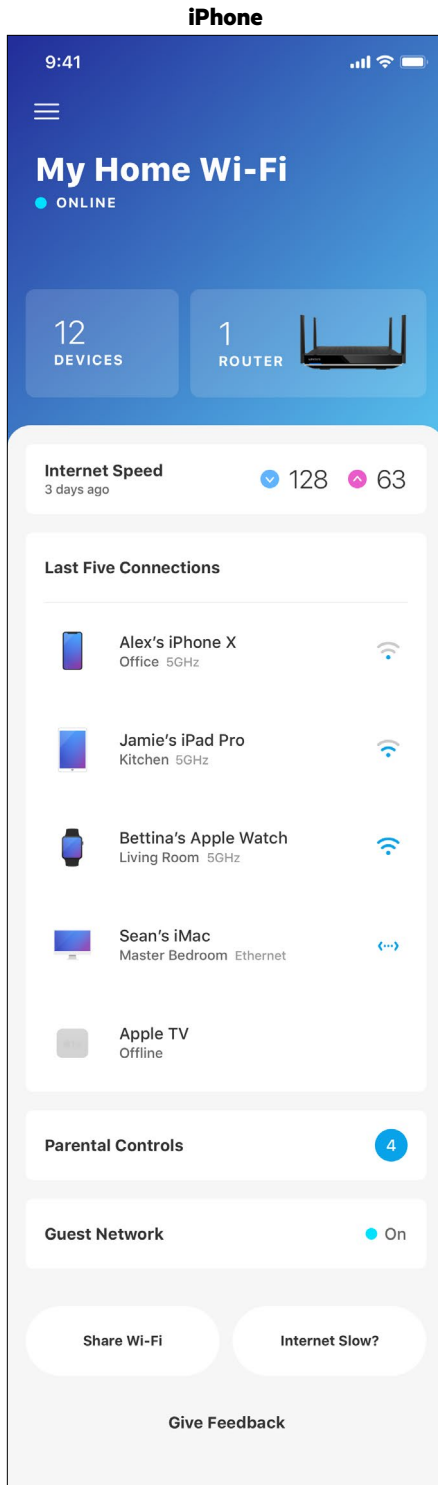 iPhone
9:41
My Home Wi-Fi
ONLINE
12
DEVICES
1
ROUTER
Internet Speed
3 days ago
128
63
Last Five Connections
Alex's iPhone X
Office 5GHz
Jamie's iPad Pro
Kitchen 5GHz
Bettina's Apple Watch
Living Room 5GHz
Sean's iMac
Master Bedroom Ethernet
Apple TV
Offline
Parental Controls
4
Guest Network
On
Share Wi-Fi
Internet Slow?
Give Feedback